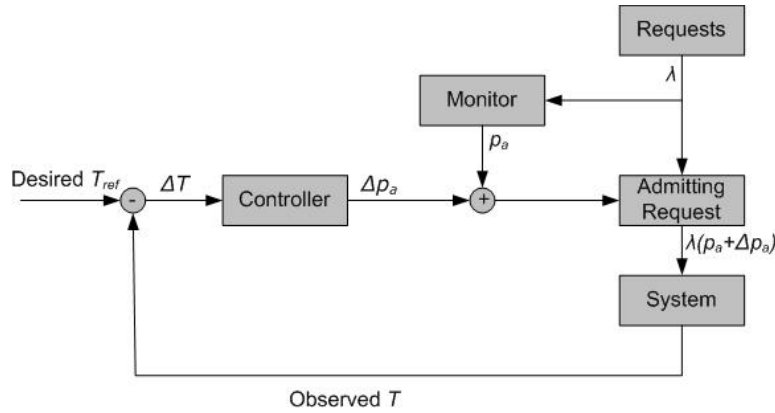 Requests
λ
Monitor
pa
Desired Tref
-
ΔT
Controller
Δpa
+
Admitting
Request
λ(pa+Δpa)
System
Observed T